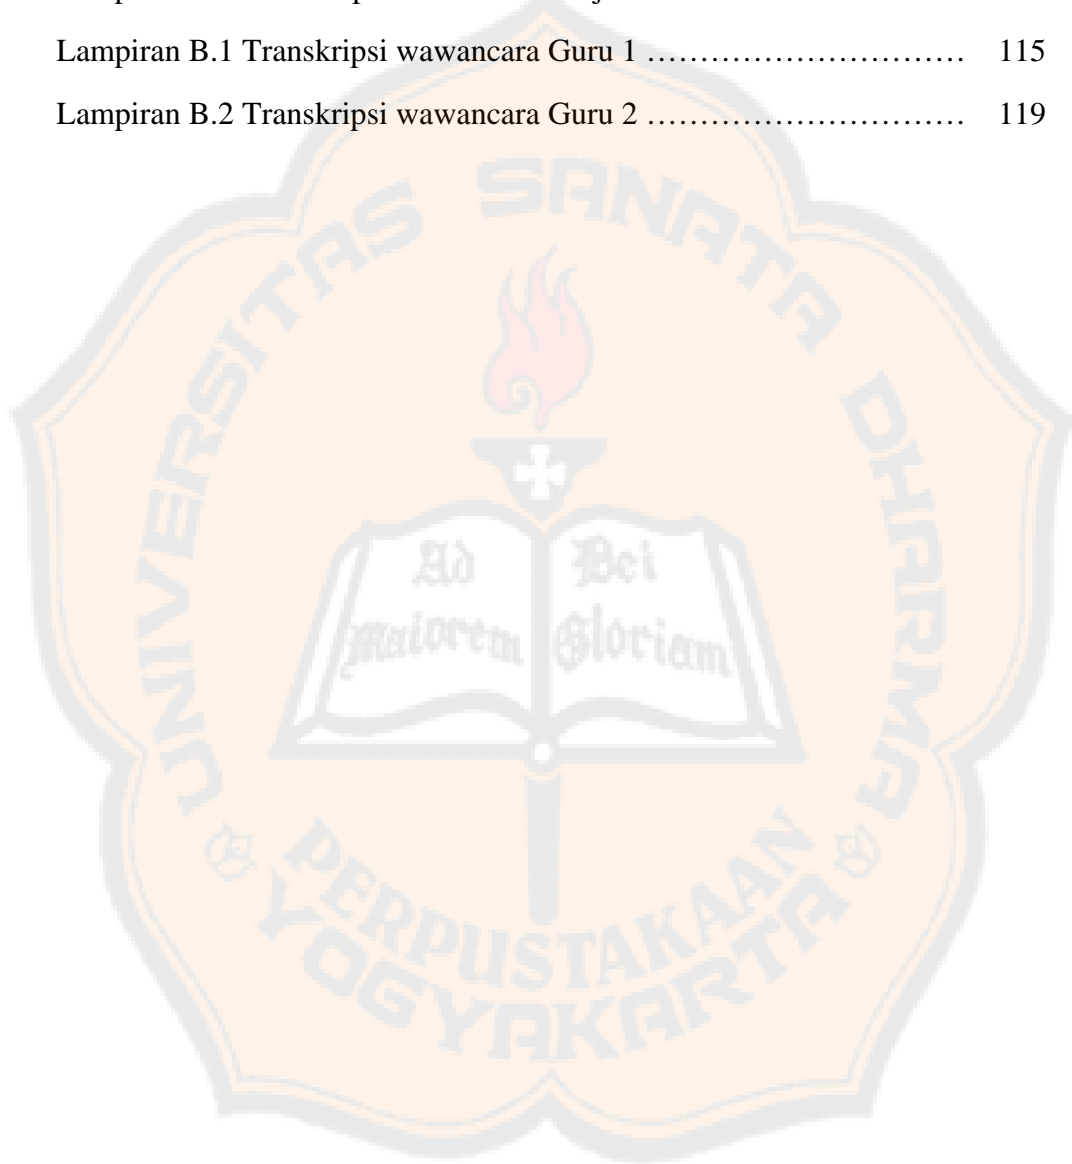 Lampiran B.1 Transkripsi wawancara Guru 1 ………………………… 115
Lampiran B.2 Transkripsi wawancara Guru 2 ………………………… 119
UNIVERSITAS SANATA DHARMA
Ad Dei
Maiorem Gloriam
PERPUSTAKAAN
YOGYAKARTA